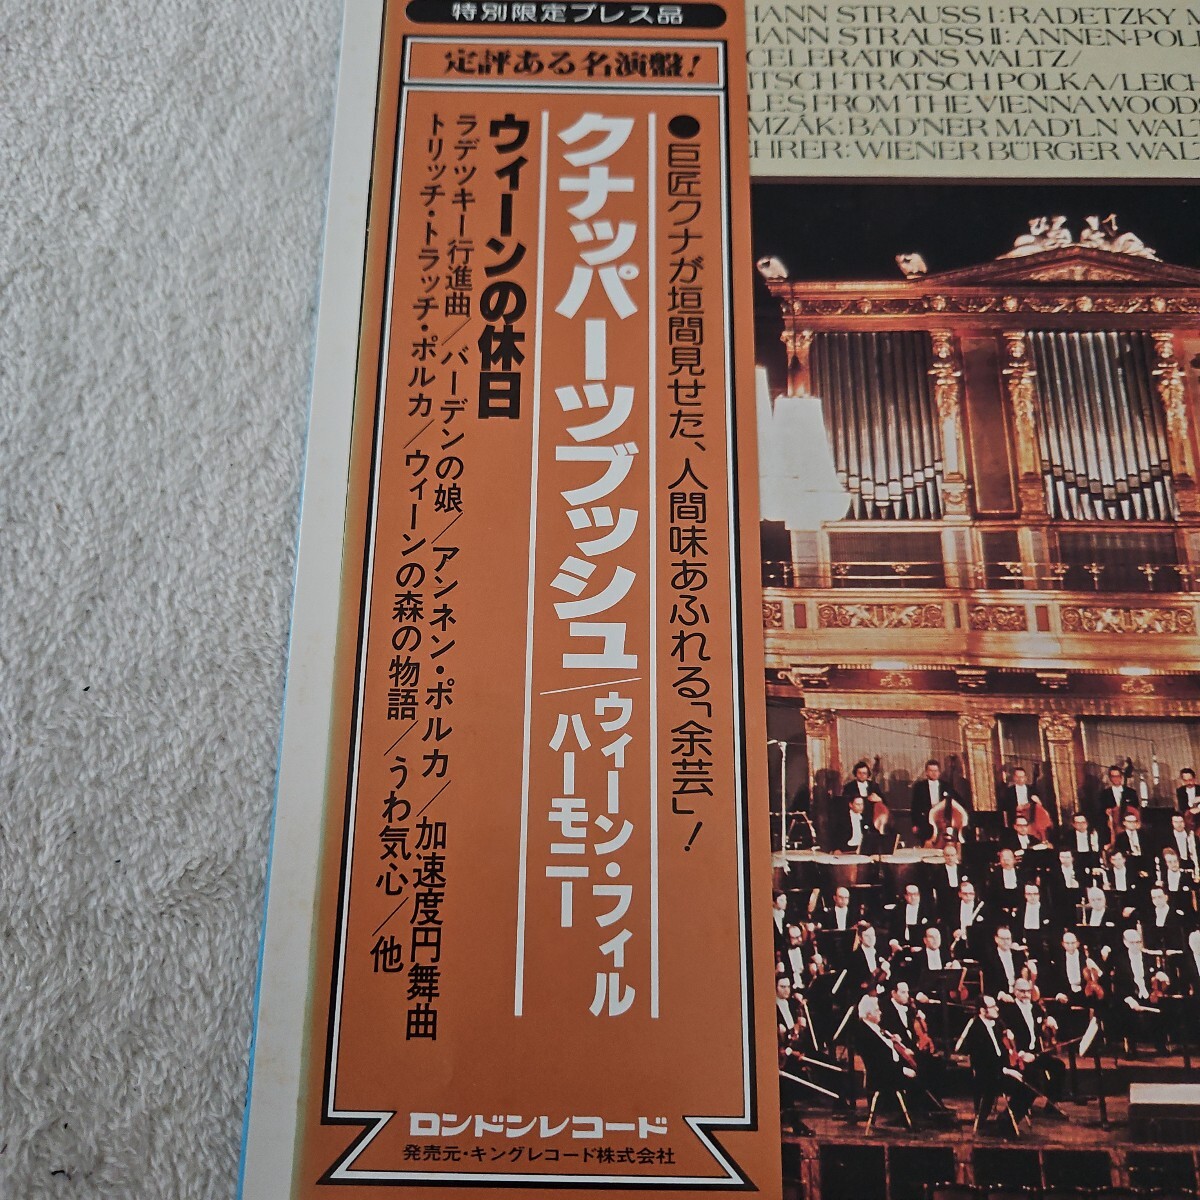 特別限定プレス品
定評ある名演盤！
●巨匠クナが垣間見せた、人間味あふれる「余芸」！
クナッパーツブッシュ／ウィーン・フィル
ハーモニー
ウィーンの休日
ラデツキー行進曲／バーデンの娘／アンネン・ポルカ／加速度円舞曲
トリッチ・トラッチ・ポルカ／ウィーンの森の物語／うわ気心／他
ロンドンレコード
発売元・キングレコード株式会社
HANN STRAUSS I: RADETZKY M
HANN STRAUSS II: ANNEN-POL
CELERATIONS WALTZ/
ITSCH-TRATSCH POLKA/LEICH
LES FROM THE VIENNA WOOD
MZÁK: BAD'NER MAD'LN WALT
EHRER: WIENER BÜRGER WALT